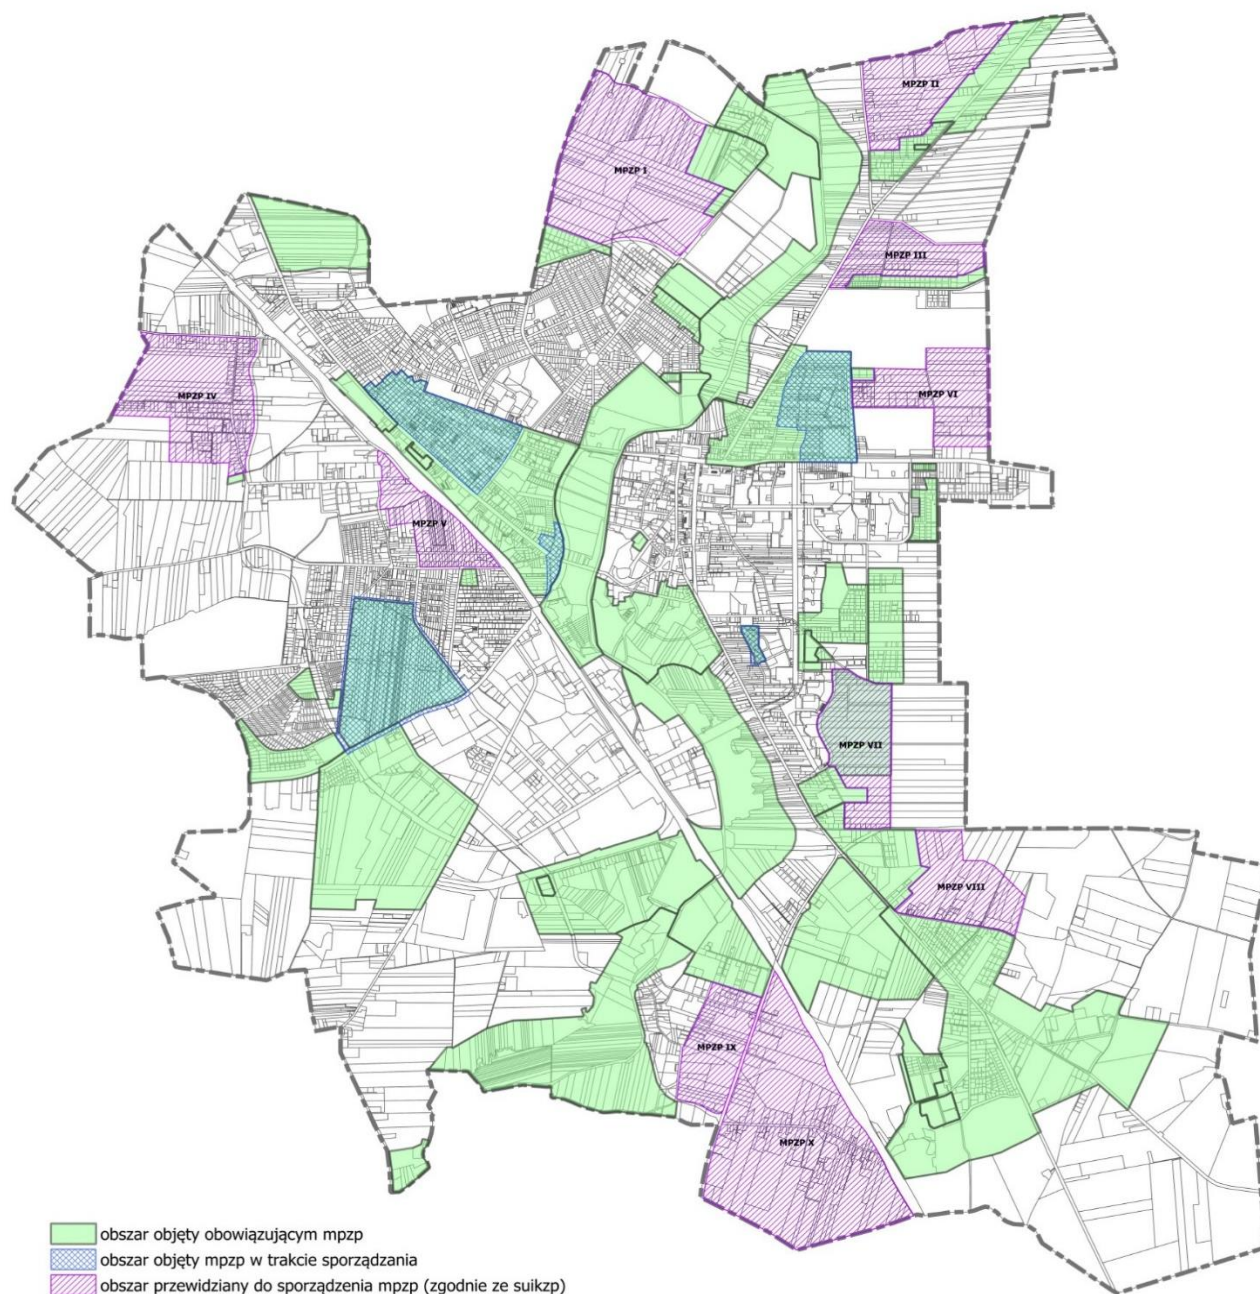 MPZP II
MPZP I
MPZP III
MPZP IV
MPZP VI
MPZP V
MPZP VII
MPZP VIII
MPZP IX
MPZP X
obszar objęty obowiązującym mpzp
obszar objęty mpzp w trakcie sporządzania
obszar przewidziany do sporządzenia mpzp (zgodnie ze suikzp)